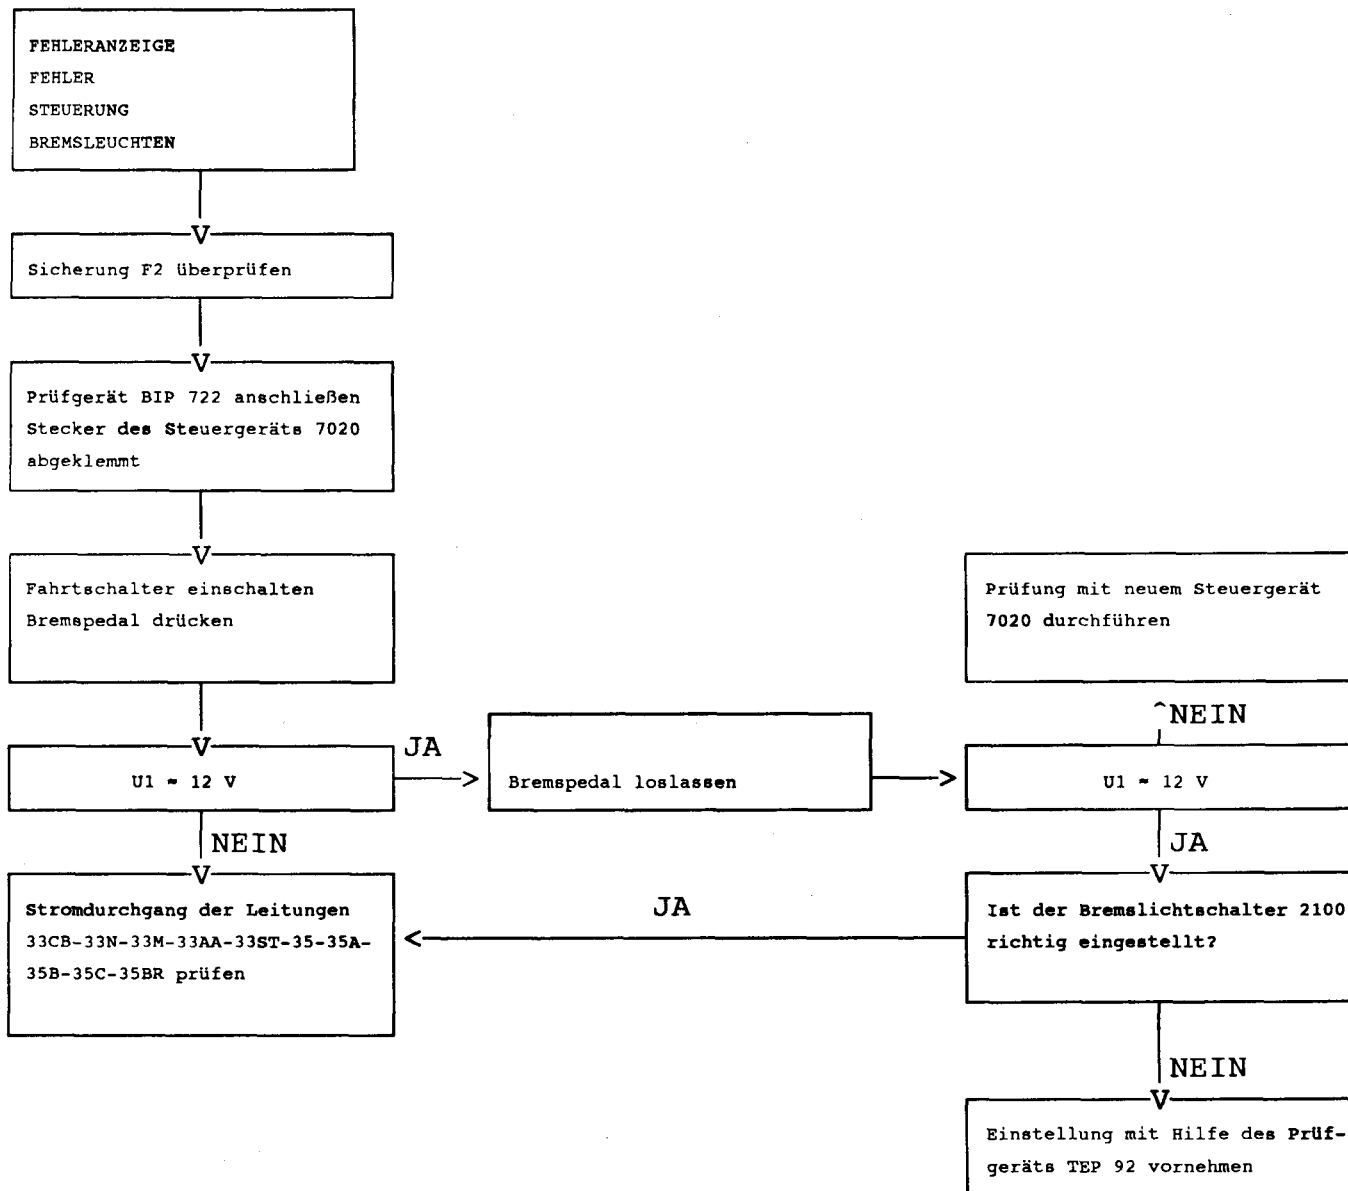 FEHLERANZEIGE
FEHLER
STEUERUNG
BREMSLEUCHTEN
V
Sicherung F2 überprüfen
V
Prüfgerät BIP 722 anschließen
Stecker des Steuergeräts 7020
abgeklemmt
V
Fahrtschalter einschalten
Bremspedal drücken
V
U1 ≈ 12 V
JA
Bremspedal loslassen
U1 ≈ 12 V
^NEIN
Prüfung mit neuem Steuergerät
7020 durchführen
NEIN
V
Stromdurchgang der Leitungen
33CB-33N-33M-33AA-33ST-35-35A-
35B-35C-35BR prüfen
JA
JA
V
Ist der Bremslichtschalter 2100
richtig eingestellt?
NEIN
V
Einstellung mit Hilfe des Prüf-
geräts TEP 92 vornehmen